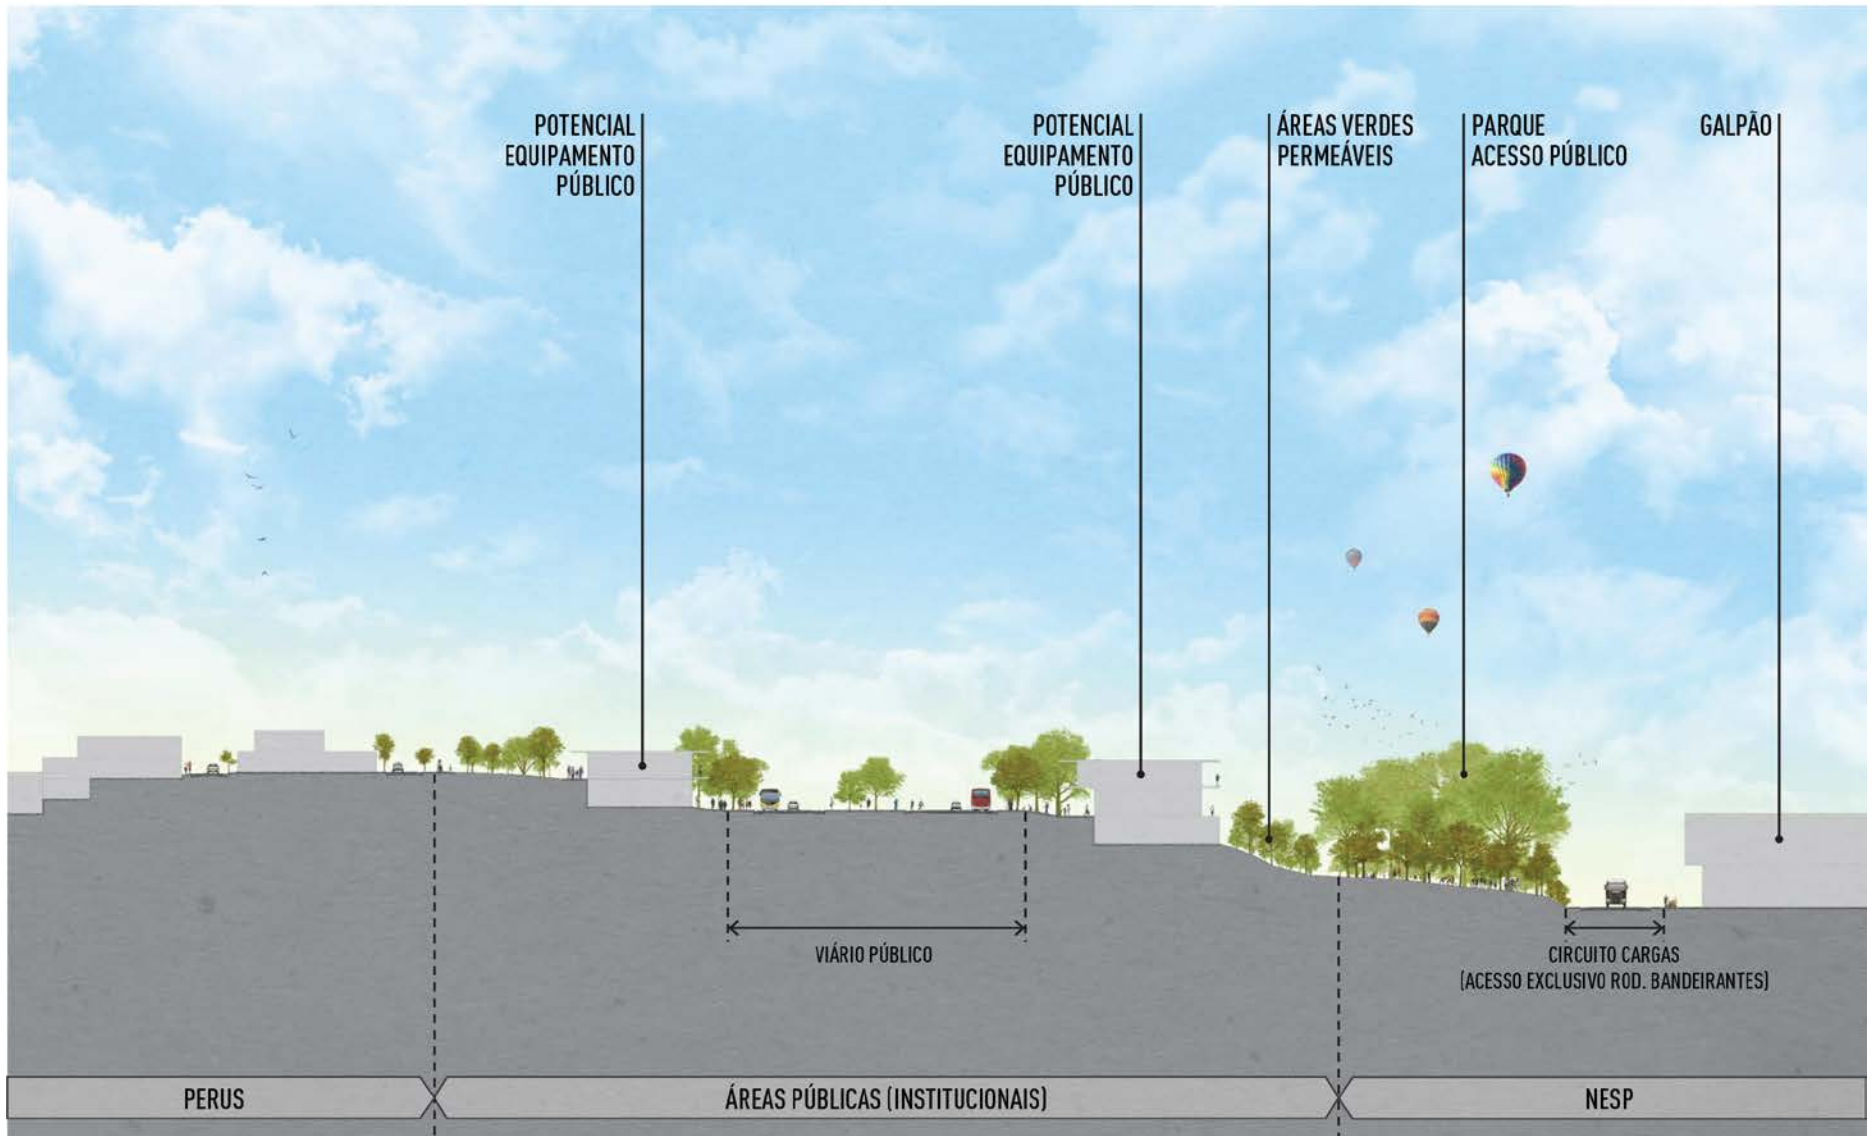 POTENCIAL
EQUIPAMENTO
PÚBLICO
POTENCIAL
EQUIPAMENTO
PÚBLICO
ÁREAS VERDES
PERMEÁVEIS
PARQUE
ACESSO PÚBLICO
GALPÃO
VIÁRIO PÚBLICO
CIRCUITO CARGAS
(ACESSO EXCLUSIVO ROD. BANDEIRANTES)
PERUS
ÁREAS PÚBLICAS (INSTITUCIONAIS)
NESP